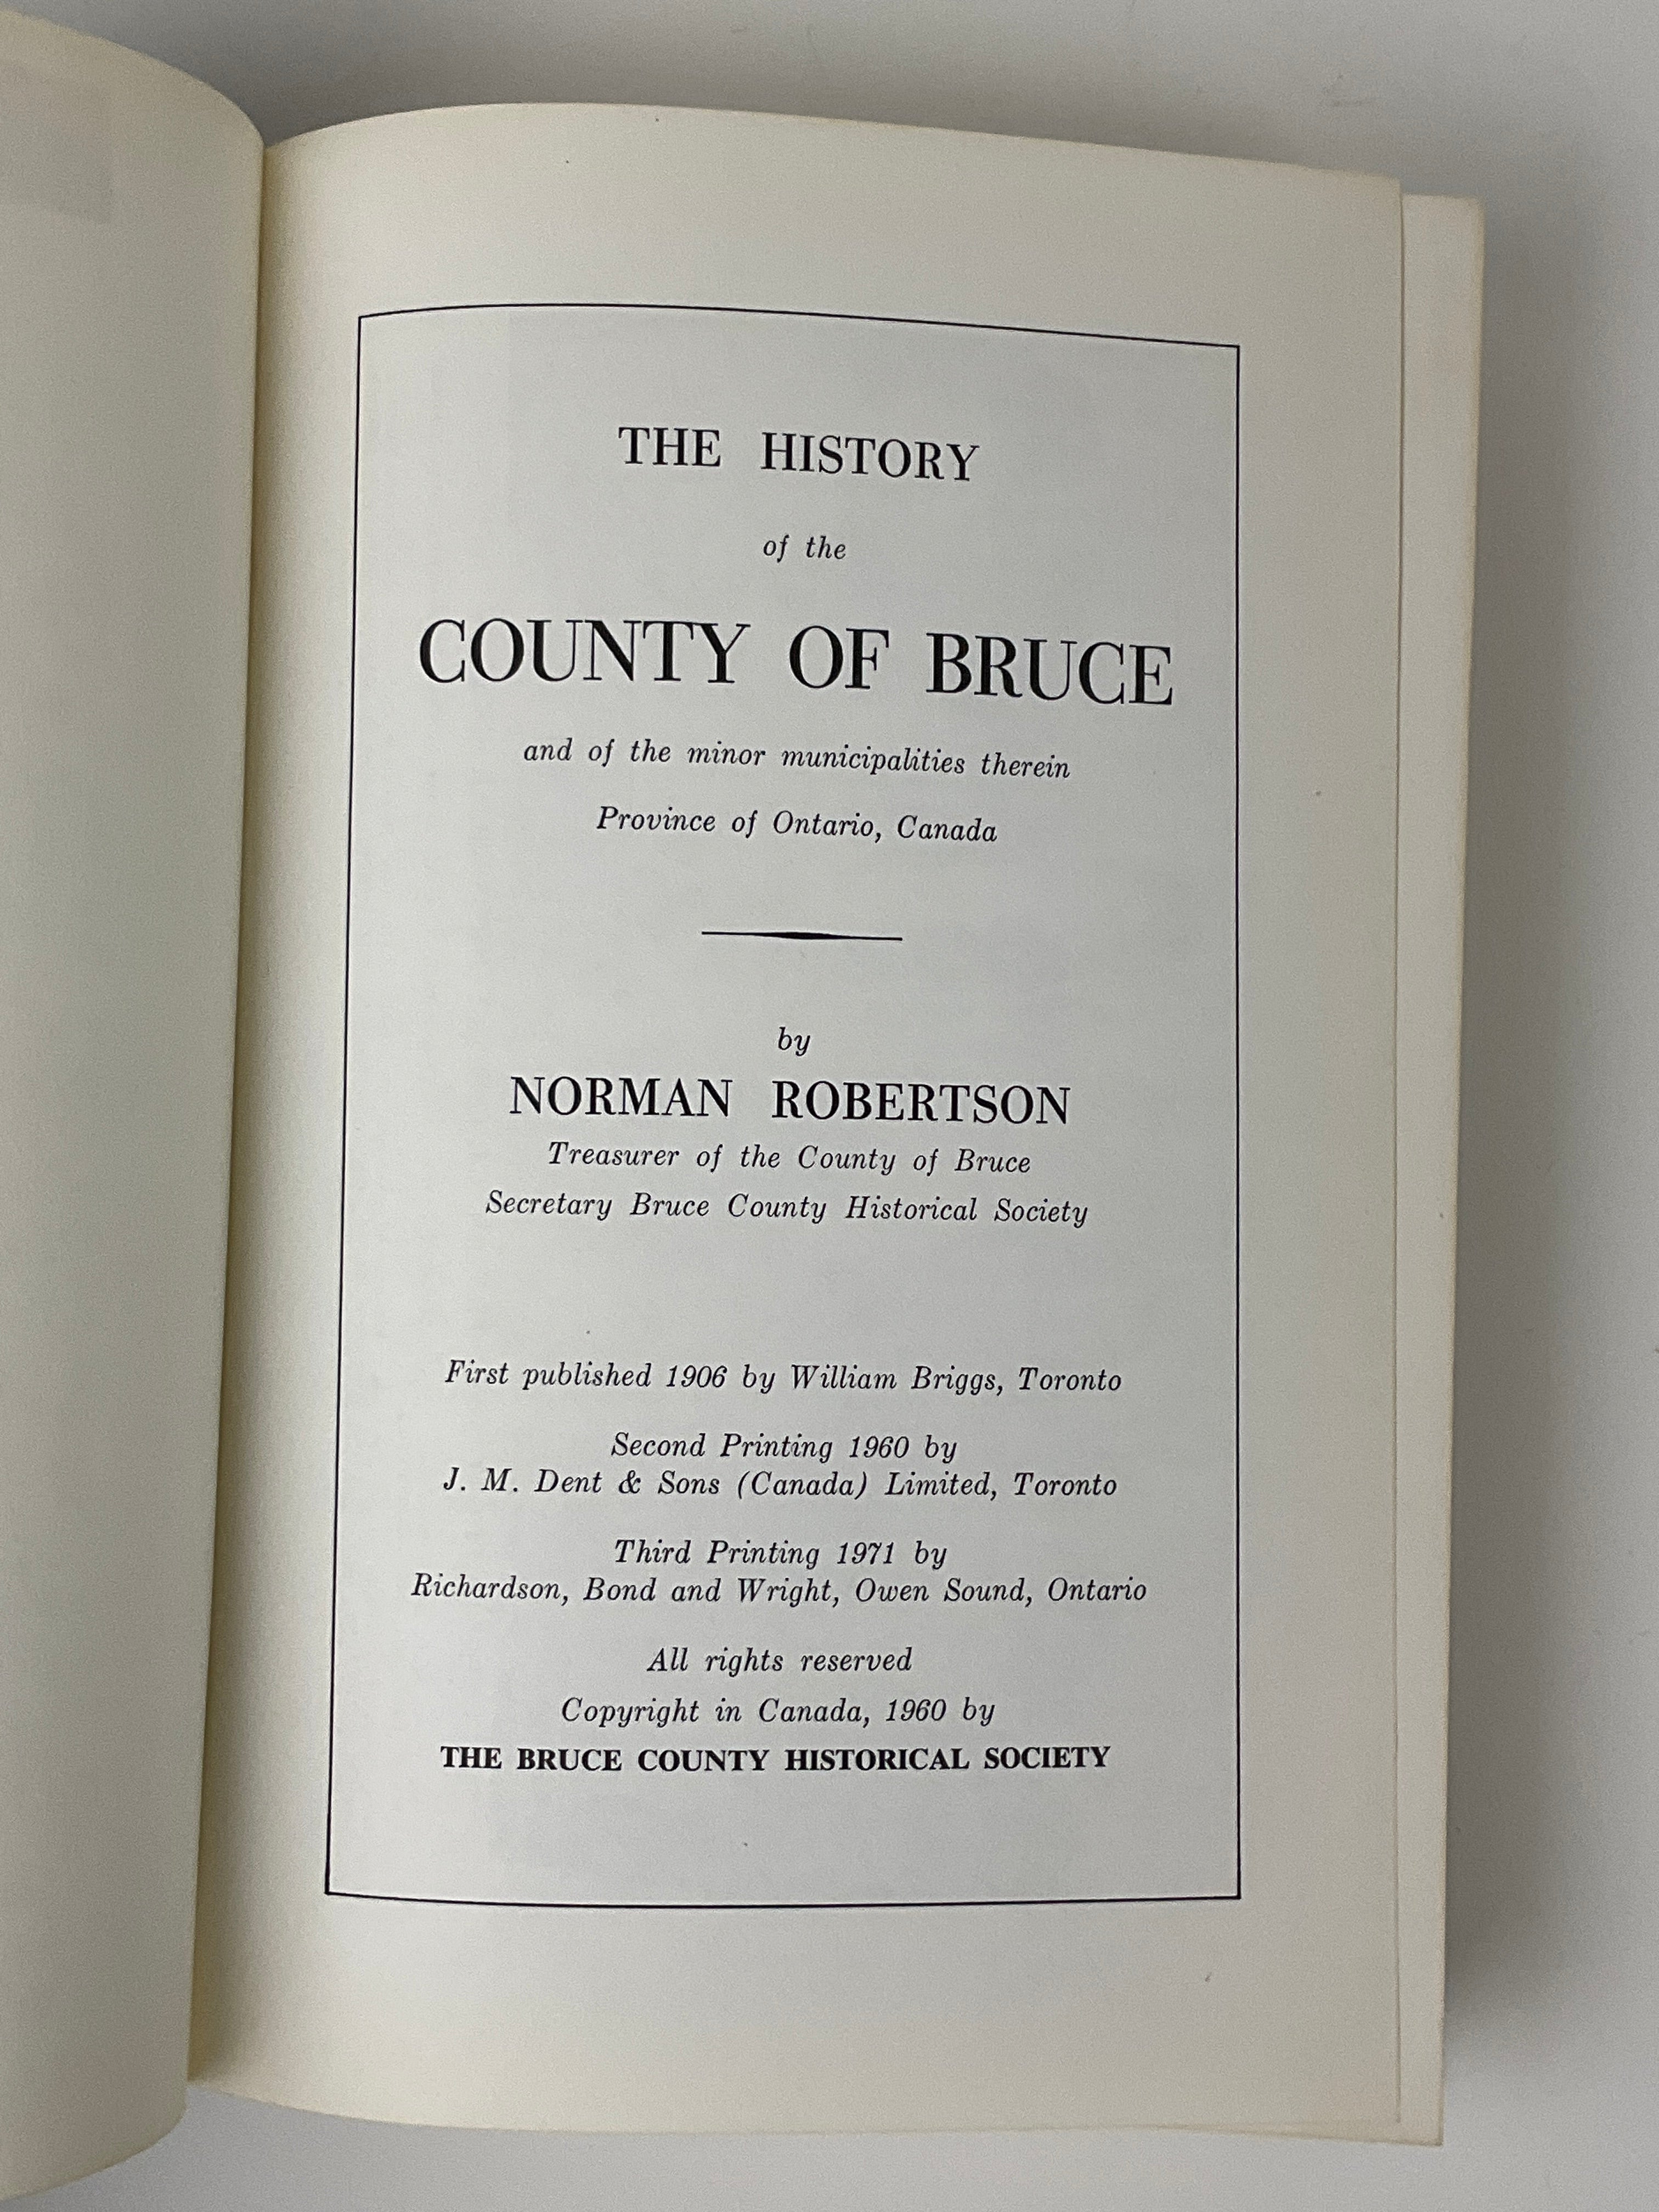 THE HISTORY
of the
COUNTY OF BRUCE
and of the minor municipalities therein
Province of Ontario, Canada
by
NORMAN ROBERTSON
Treasurer of the County of Bruce
Secretary Bruce County Historical Society
First published 1906 by William Briggs, Toronto
Second Printing 1960 by
J. M. Dent & Sons (Canada) Limited, Toronto
Third Printing 1971 by
Richardson, Bond and Wright, Owen Sound, Ontario
All rights reserved
Copyright in Canada, 1960 by
THE BRUCE COUNTY HISTORICAL SOCIETY